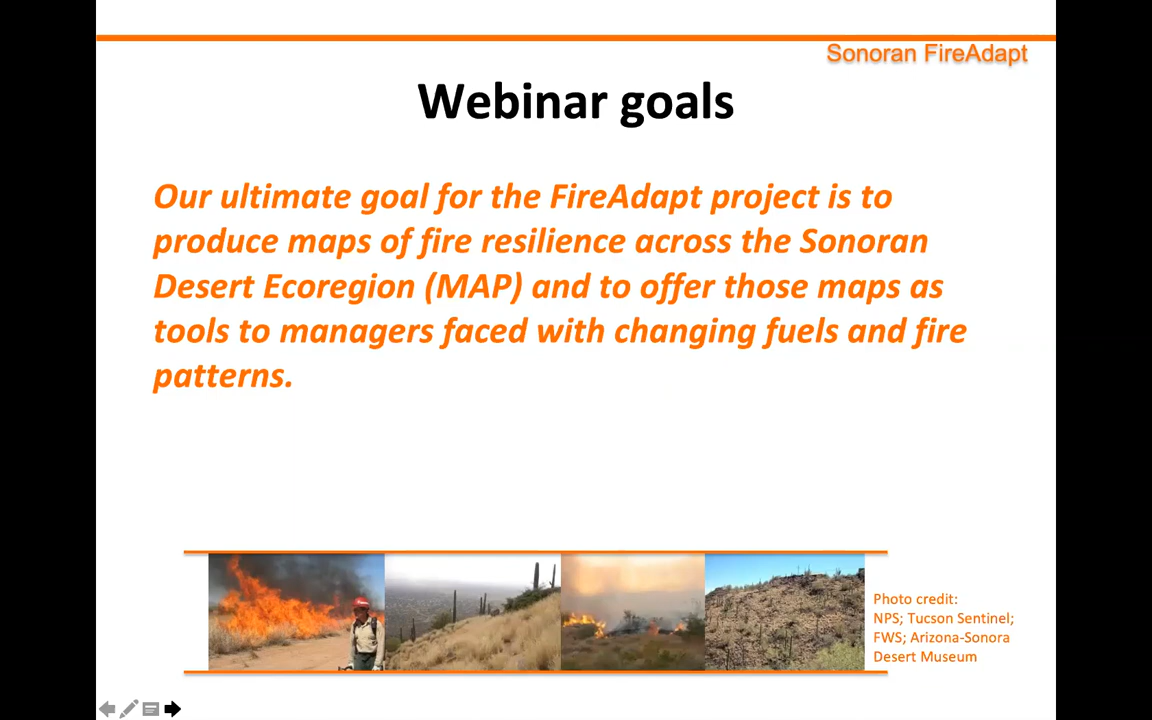 Sonoran FireAdapt
Webinar goals
Our ultimate goal for the FireAdapt project is to
produce maps of fire resilience across the Sonoran
Desert Ecoregion (MAP) and to offer those maps as
tools to managers faced with changing fuels and fire
patterns.
Photo credit:
NPS; Tucson Sentinel;
FWS; Arizona-Sonora
Desert Museum